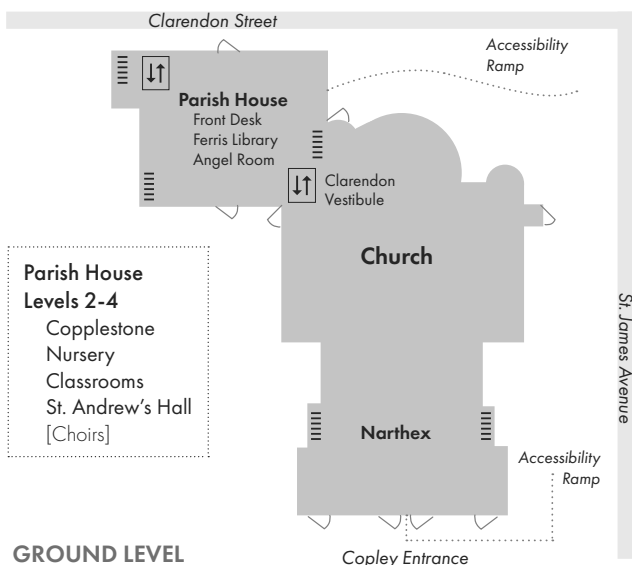 Clarendon Street
Accessibility
Ramp
Parish House
Front Desk
Ferris Library
Angel Room
Clarendon
Vestibule
Church
Parish House
Levels 2-4
Copplestone
Nursery
Classrooms
St. Andrew's Hall
[Choirs]
St. James Avenue
Narthex
Accessibility
Ramp
GROUND LEVEL
Copley Entrance